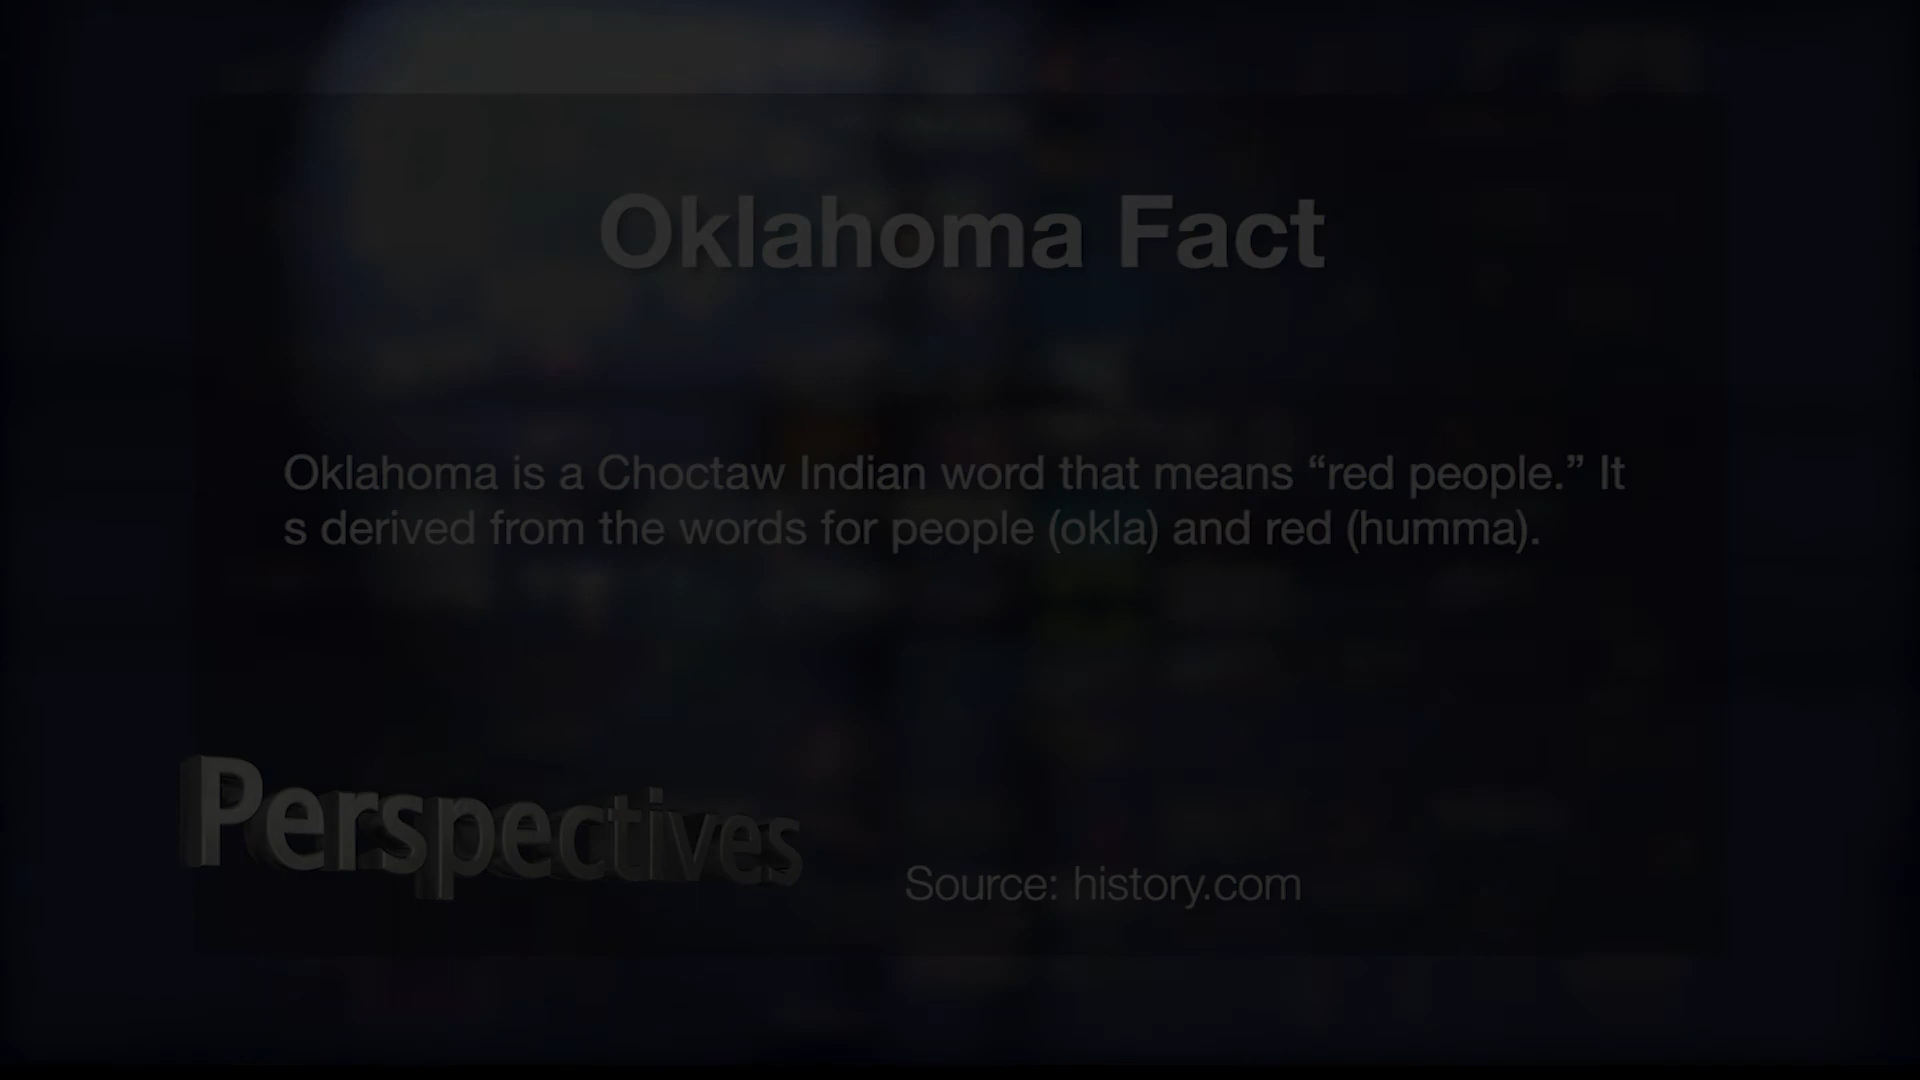 Oklahoma Fact
Oklahoma is a Choctaw Indian word that means “red people.” It
s derived from the words for people (okla) and red (humma).
Perspectives
Source: history.com